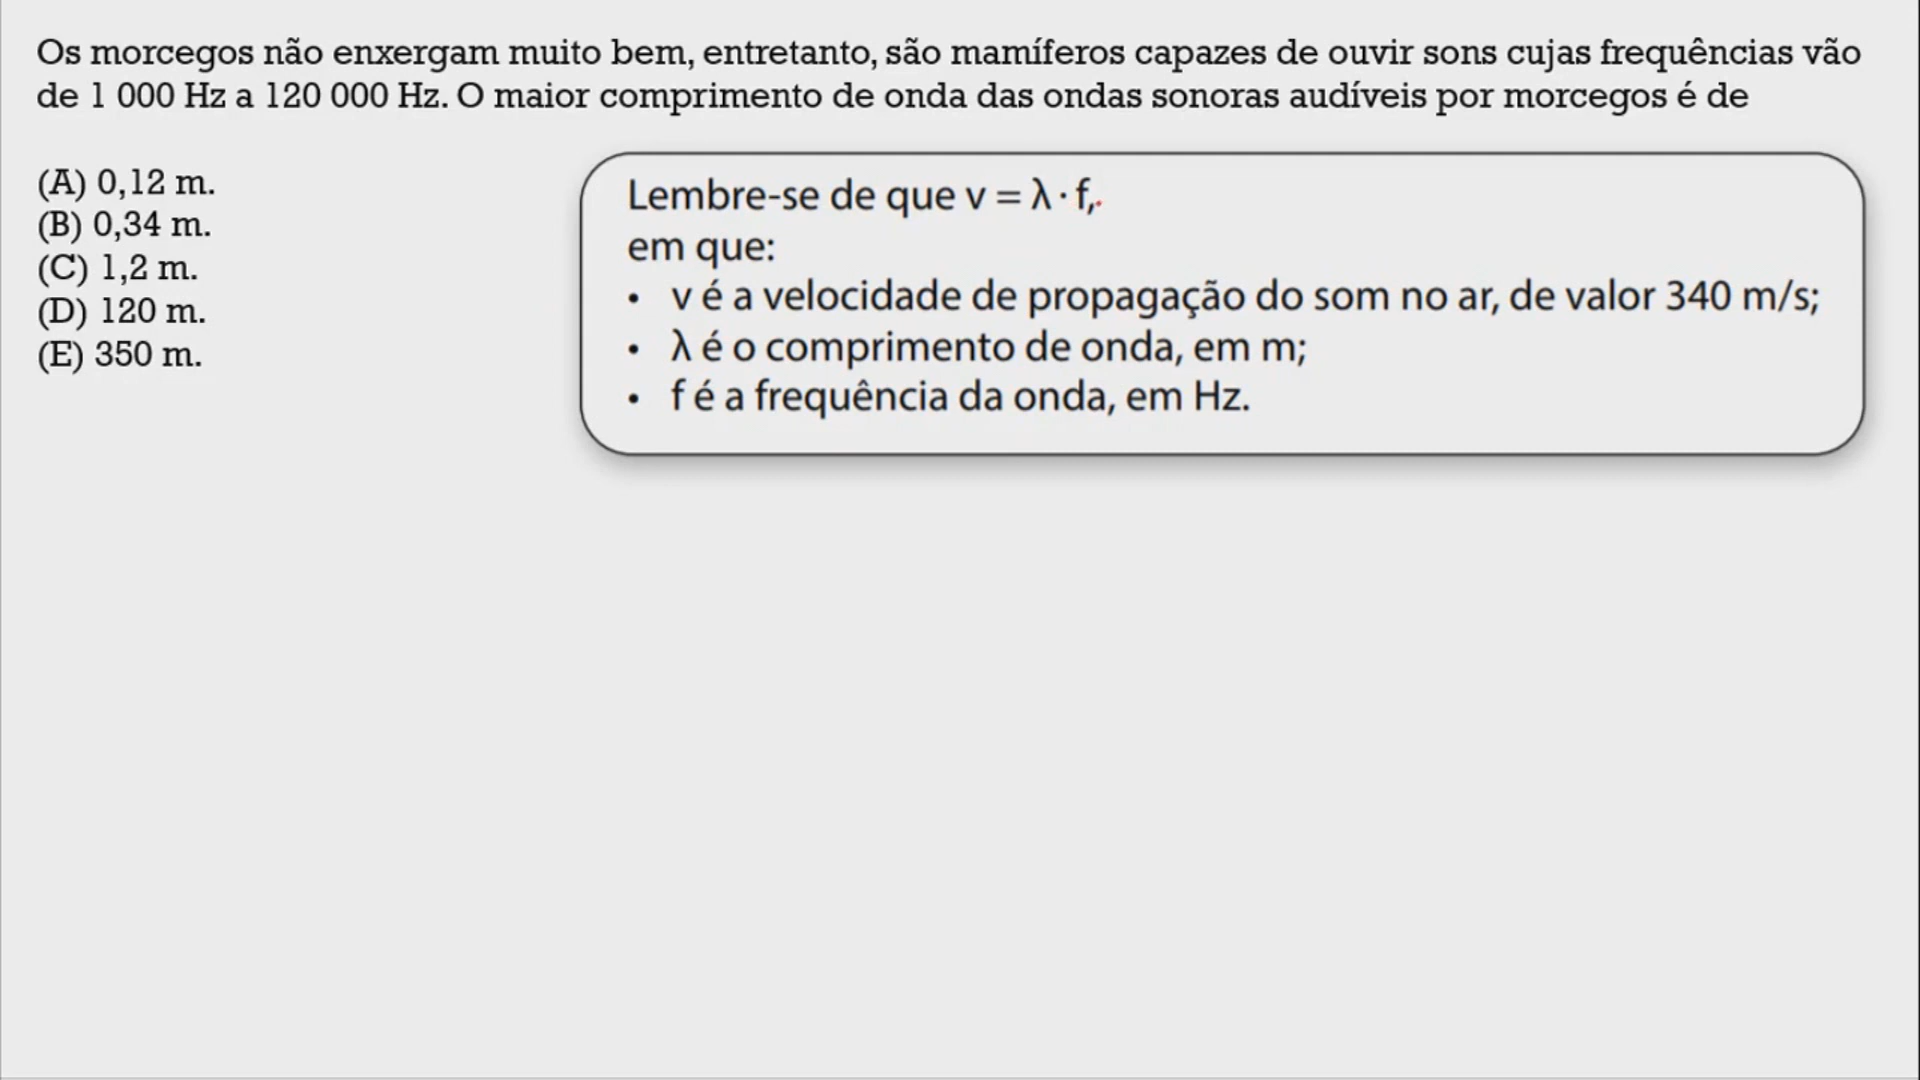 Os morcegos não enxergam muito bem, entretanto, são mamíferos capazes de ouvir sons cujas frequências vão
de 1 000 Hz a 120 000 Hz. O maior comprimento de onda das ondas sonoras audíveis por morcegos é de
(A) 0,12 m.
(B) 0,34 m.
(C) 1,2 m.
(D) 120 m.
(E) 350 m.
Lembre-se de que v = λ · f,
em que:
• v é a velocidade de propagação do som no ar, de valor 340 m/s;
• λ é o comprimento de onda, em m;
• f é a frequência da onda, em Hz.